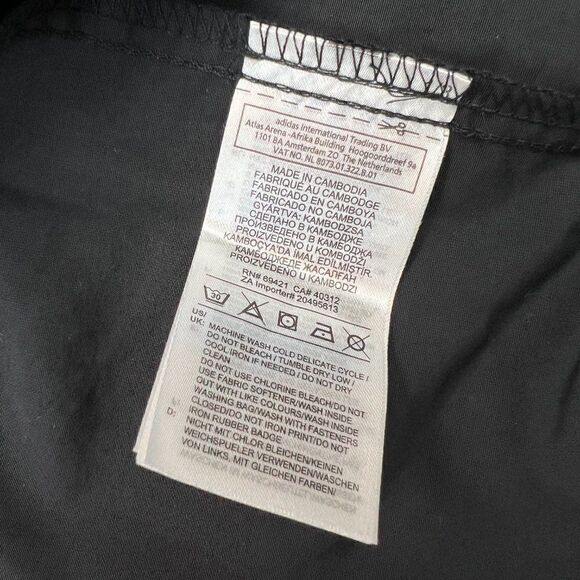 adidas International Trading BV
Atlas Arena -Afrika Building Hoogoorddreef 9a
1101 BA Amsterdam ZO The Netherlands
VAT NO. NL 8073.01.322.B.01
MADE IN CAMBODIA
FABRIQUÉ AU CAMBODGE
FABRICADO EN CAMBOYA
FABRICADO NO CAMBOJA
GYÁRTVA: KAMBODZSA
СДЕЛАНО В КАМБОДЖЕ
ПРОИЗВЕДЕНО В КАМБОДЖА
PROIZVEDENO U KOMBODŽI
KAMBOÇYA'DA İMAL EDİLMİŞTİR.
КАМБОДЖЕДЕ ЖАСАЛҒАН
PROIZVEDENO U KAMBODŽI
RN# 69421 CA# 40312
ZA Importer# 20495613
30
US/
UK: MACHINE WASH COLD DELICATE CYCLE /
DO NOT BLEACH / TUMBLE DRY LOW /
COOL IRON IF NEEDED / DO NOT DRY
CLEAN
DO NOT USE CHLORINE BLEACH/DO NOT
USE FABRIC SOFTENER/WASH INSIDE
OUT WITH LIKE COLOURS/WASH INSIDE
WASHING BAG/WASH WITH FASTENERS
CLOSED/DO NOT IRON PRINT/DO NOT
IRON RUBBER BADGE
D: NICHT MIT CHLOR BLEICHEN/KEINEN
WEICHSPUELER VERWENDEN/WASCHEN
VON LINKS, MIT GLEICHEN FARBEN/